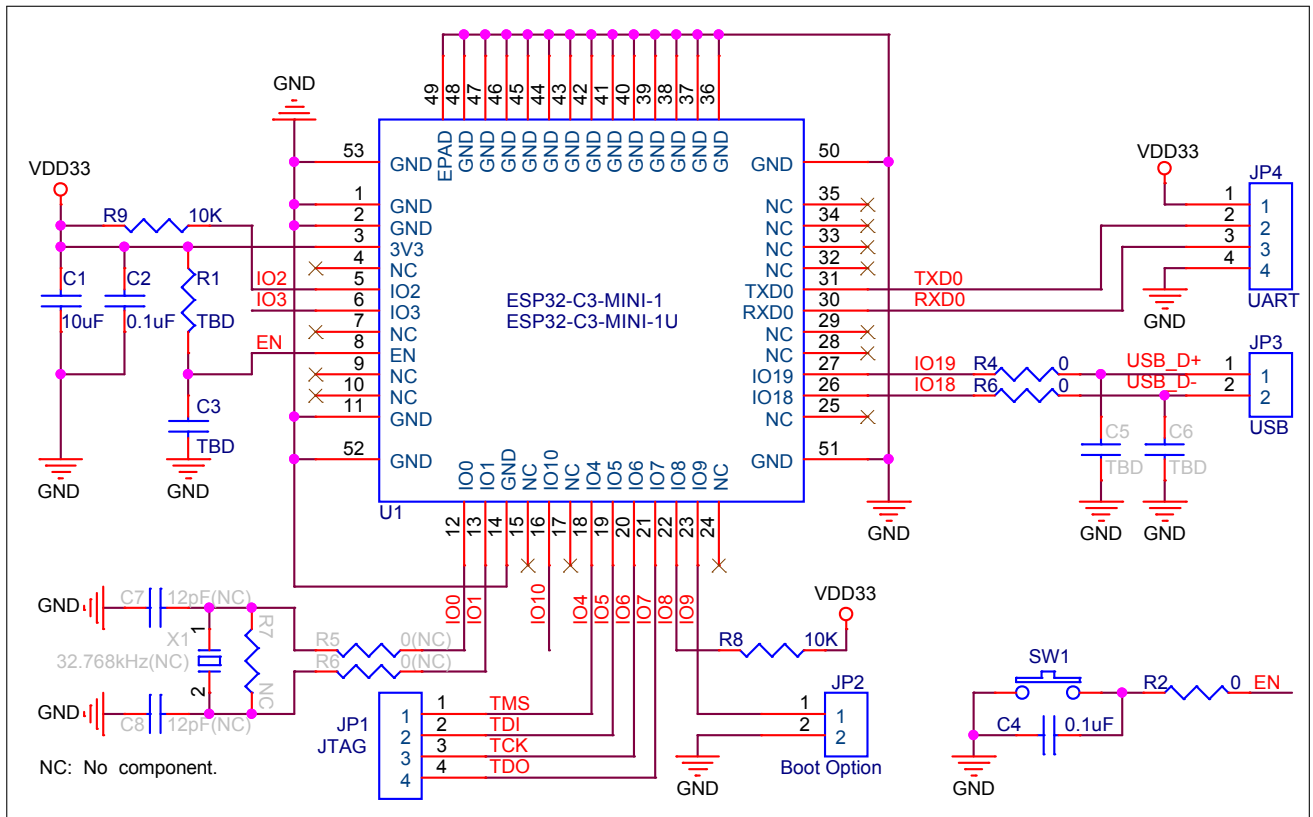 49
48
47
46
45
44
43
42
41
40
39
38
37
36
EPAD
GND
GND
GND
GND
GND
GND
GND
GND
GND
GND
GND
GND
GND
GND
VDD33
R9 10K
C1
10uF
C2
0.1uF
R1
TBD
IO2
IO3
EN
C3
TBD
GND
GND
53 GND
1 GND
2 GND
3 3V3
4 NC
5 IO2
6 IO3
7 NC
8 EN
9 NC
10 NC
11 GND
52 GND
U1
ESP32-C3-MINI-1
ESP32-C3-MINI-1U
GND 50
NC 35
NC 34
NC 33
NC 32
TXD0 31
RXD0 30
NC 29
NC 28
IO19 27
IO18 26
NC 25
GND 51
GND
TXD0
RXD0
VDD33
JP4
1 1
2 2
3 3
4 4
UART
GND
IO19 R4 0 USB_D+
IO18 R6 0 USB_D-
JP3
1 1
2 2
USB
C5
TBD
C6
TBD
GND
GND
IO0
IO1
GND
NC
IO10
NC
IO4
IO5
IO6
IO7
IO8
IO9
NC
12
13
14
15
16
17
18
19
20
21
22
23
24
IO0
IO1
IO10
IO4
IO5
IO6
IO7
IO8
IO9
GND C7 12pF(NC)
X1
1
32.768kHz(NC)
2
R7
NC
GND C8 12pF(NC)
R5 0(NC)
R6 0(NC)
NC: No component.
JP1
JTAG
1 1 TMS
2 2 TDI
3 3 TCK
4 4 TDO
VDD33
R8 10K
JP2
1 1
2 2
Boot Option
GND
SW1
R2 0 EN
C4 0.1uF
GND